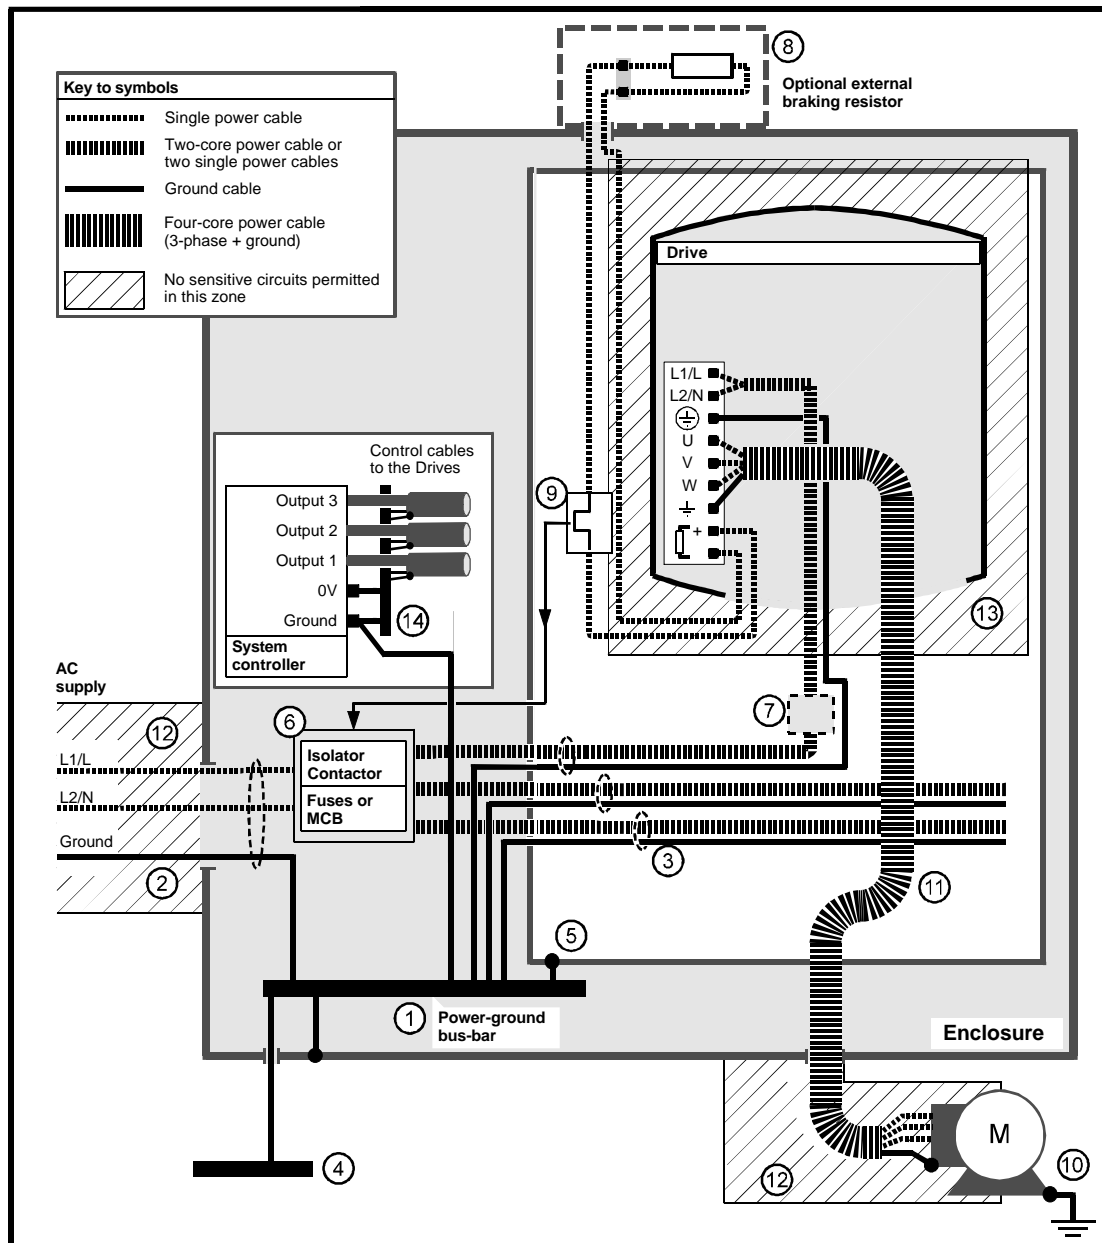 8
Optional external
braking resistor
Key to symbols
Single power cable
Two-core power cable or
two single power cables
Ground cable
Four-core power cable
(3-phase + ground)
No sensitive circuits permitted
in this zone
Drive
L1/L
L2/N
U
V
W
+
Control cables
to the Drives
Output 3
Output 2
Output 1
0V
Ground
14
System
controller
9
13
AC
supply
12
L1/L
L2/N
Ground
2
6
Isolator
Contactor
Fuses or
MCB
7
3
11
5
1
Power-ground
bus-bar
Enclosure
4
12
M
10